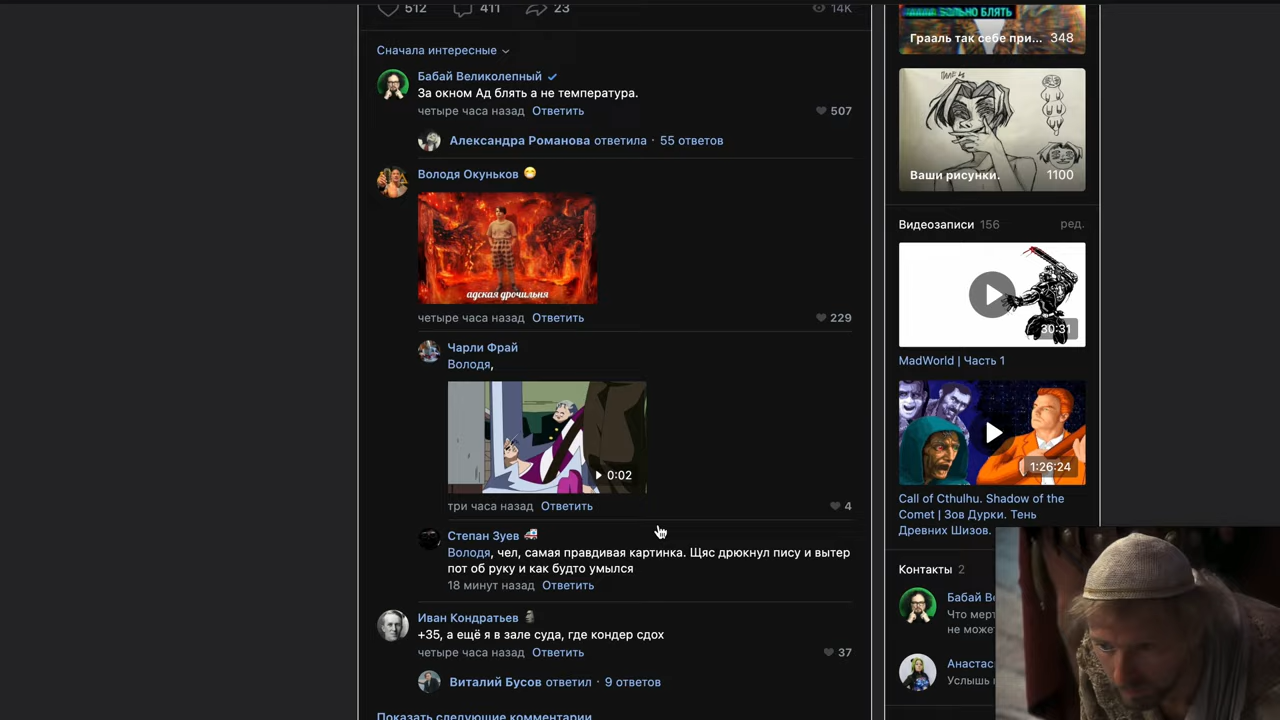 512 411 23 14K
Сначала интересные
Бабай Великолепный
За окном Ад блять а не температура.
четыре часа назад Ответить 507
Александра Романова ответила · 55 ответов
Володя Окуньков
адская дрочильня
четыре часа назад Ответить 229
Чарли Фрай
Володя,
0:02
три часа назад Ответить 4
Степан Зуев
Володя, чел, самая правдивая картинка. Щяс дрюкнул пису и вытер
пот об руку и как будто умылся
18 минут назад Ответить
Иван Кондратьев
+35, а ещё я в зале суда, где кондер сдох
четыре часа назад Ответить 37
Виталий Бусов ответил · 9 ответов
Показать следующие комментарии
БЛЯТЬ
Грааль так себе при... 348
Ваши рисунки. 1100
Видеозаписи 156 ред.
30:31
MadWorld | Часть 1
1:26:24
Call of Cthulhu. Shadow of the
Comet | Зов Дурки. Тень
Древних Шизов.
Контакты 2
Бабай Ве
Что мерт
не может
Анастас
Услышь